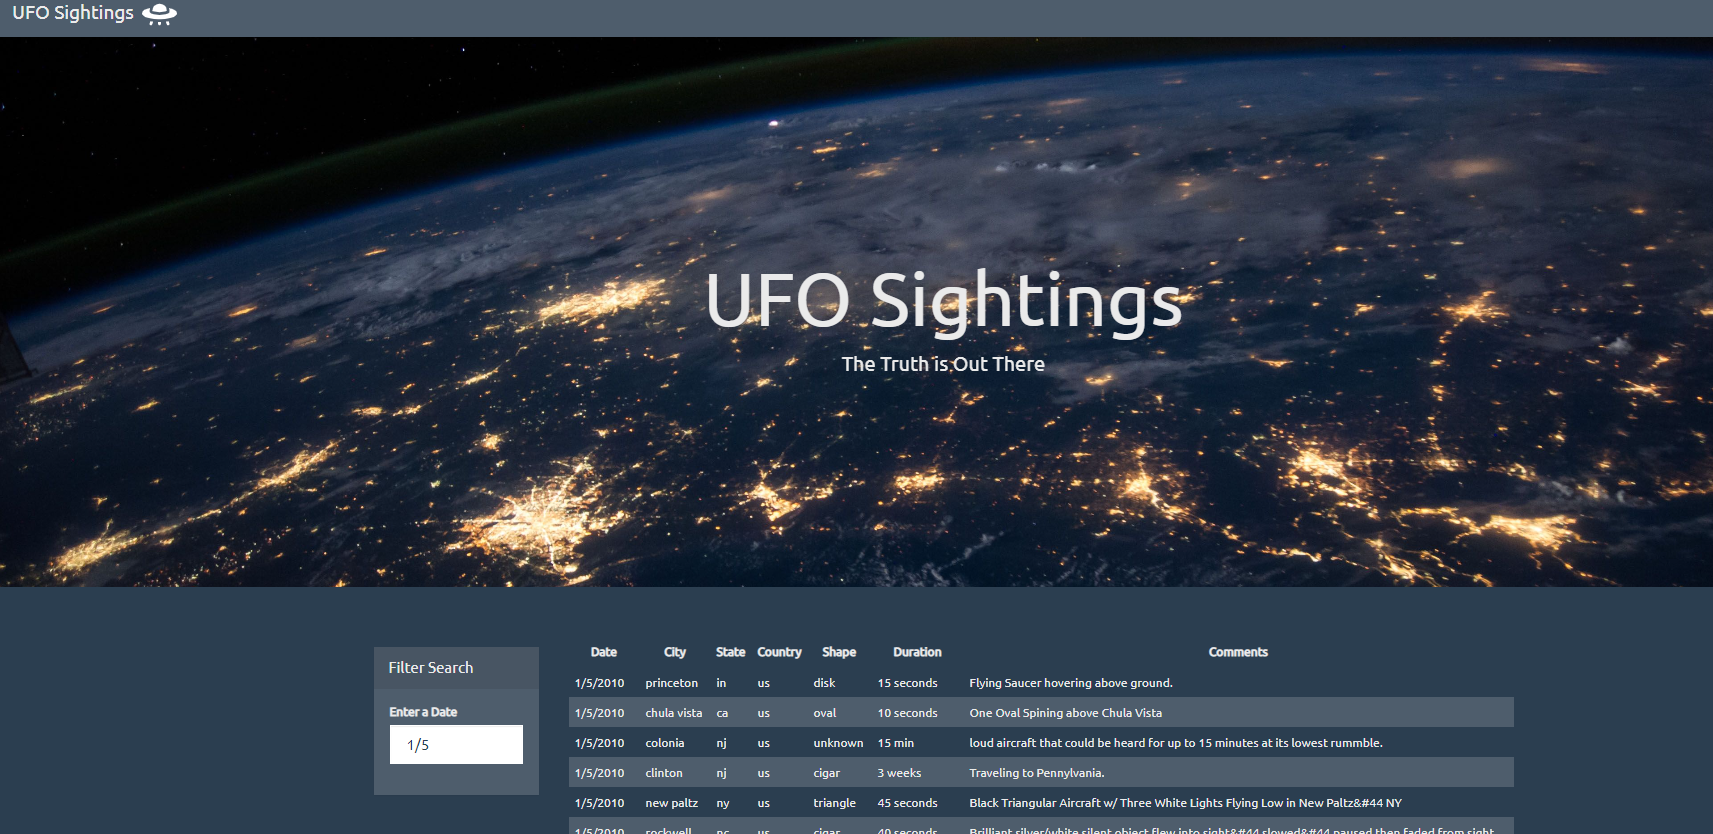 UFO Sightings
UFO Sightings
The Truth is Out There
Filter Search
Enter a Date
1/5
Date City State Country Shape Duration Comments
1/5/2010 princeton in us disk 15 seconds Flying Saucer hovering above ground.
1/5/2010 chula vista ca us oval 10 seconds One Oval Spining above Chula Vista
1/5/2010 colonia nj us unknown 15 min loud aircraft that could be heard for up to 15 minutes at its lowest rummble.
1/5/2010 clinton nj us cigar 3 weeks Traveling to Pennsylvania.
1/5/2010 new paltz ny us triangle 45 seconds Black Triangular Aircraft w/ Three White Lights Flying Low in New Paltz&#44 NY
1/5/2010 rockwell nc us cigar 40 seconds Brilliant silver/white silent object flew into sight&#44 slowed&#44 paused then faded from sight